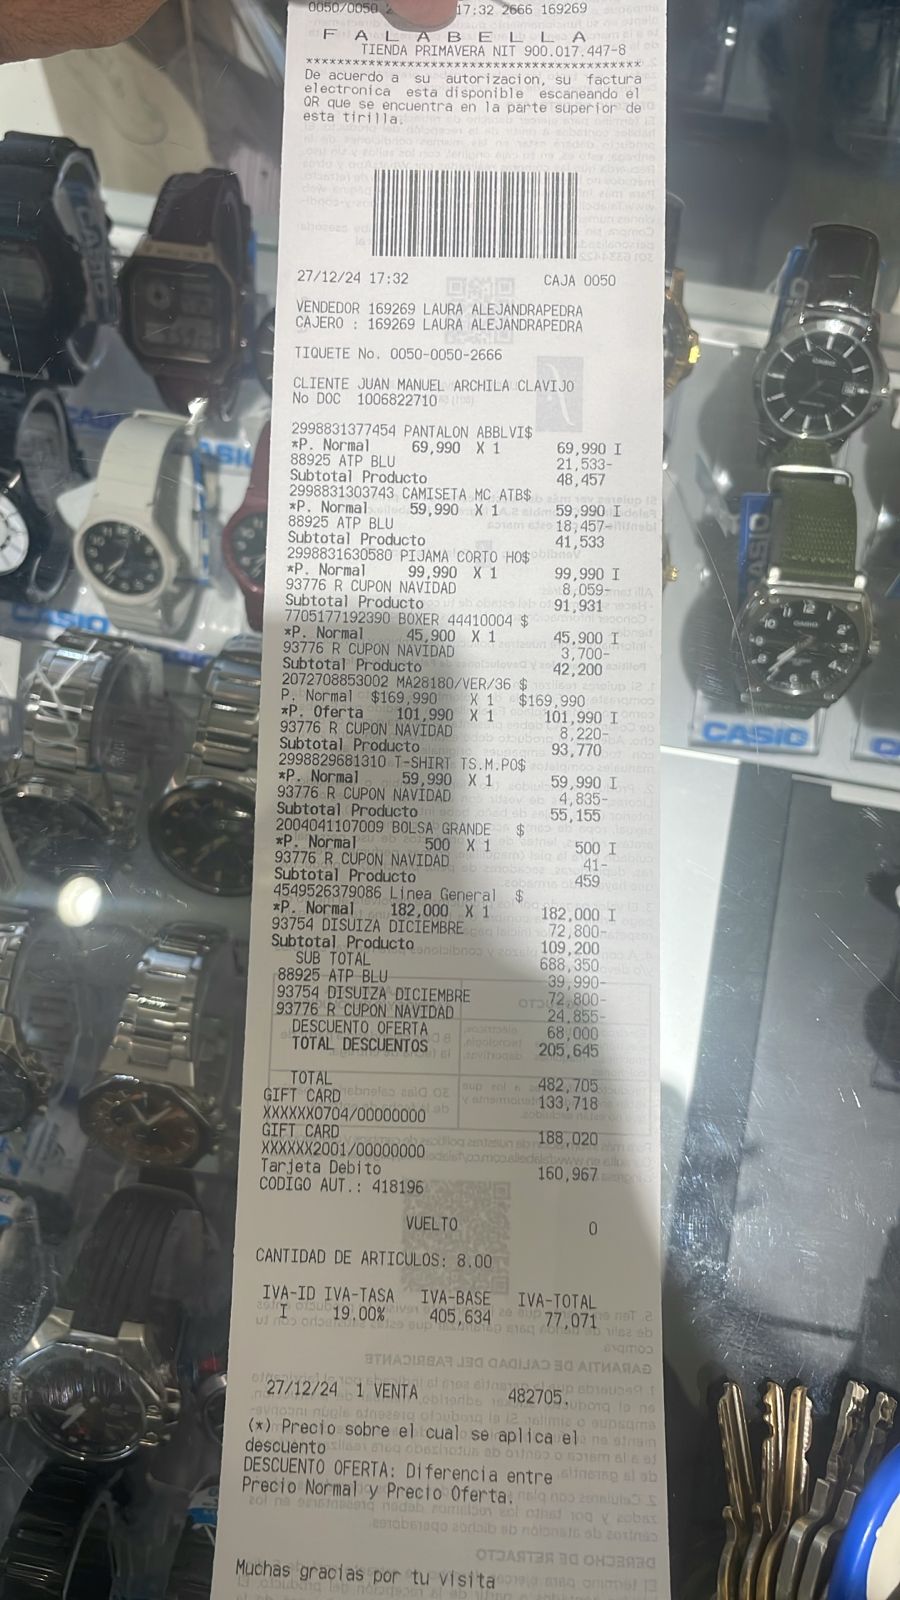 0050/0050 17:32 2666 169269
F A L A B E L L A
TIENDA PRIMAVERA NIT 900.017.447-8
**************************************************
De acuerdo a su autorizacion, su factura
electronica esta disponible escaneando el
QR que se encuentra en la parte superior de
esta tirilla.
27/12/24 17:32 CAJA 0050
VENDEDOR 169269 LAURA ALEJANDRAPEDRA
CAJERO : 169269 LAURA ALEJANDRAPEDRA
TIQUETE No. 0050-0050-2666
CLIENTE JUAN MANUEL ARCHILA CLAVIJO
No DOC 1006822710
2998831377454 PANTALON ABBLVI$
*P. Normal 69,990 X 1 69,990 I
88925 ATP BLU 21,533-
Subtotal Producto 48,457
2998831303743 CAMISETA MC ATB$
*P. Normal 59,990 X 1 59,990 I
88925 ATP BLU 18,457-
Subtotal Producto 41,533
2998831630580 PIJAMA CORTO HO$
*P. Normal 99,990 X 1 99,990 I
93776 R CUPON NAVIDAD 8,059-
Subtotal Producto 91,931
7705177192390 BOXER 44410004 $
*P. Normal 45,900 X 1 45,900 I
93776 R CUPON NAVIDAD 3,700-
Subtotal Producto 42,200
2072708853002 MA28180/VER/36 $
P. Normal $169,990 X 1 $169,990
*P. Oferta 101,990 X 1 101,990 I
93776 R CUPON NAVIDAD 8,220-
Subtotal Producto 93,770
2998829681310 T-SHIRT TS.M.PO$
*P. Normal 59,990 X 1 59,990 I
93776 R CUPON NAVIDAD 4,835-
Subtotal Producto 55,155
2004041107009 BOLSA GRANDE $
*P. Normal 500 X 1 500 I
93776 R CUPON NAVIDAD 41-
Subtotal Producto 459
4549526379086 Linea General $
*P. Normal 182,000 X 1 182,000 I
93754 DISUIZA DICIEMBRE 72,800-
Subtotal Producto 109,200
SUB TOTAL 688,350
88925 ATP BLU 39,990-
93754 DISUIZA DICIEMBRE 72,800-
93776 R CUPON NAVIDAD 24,855-
DESCUENTO OFERTA 68,000
TOTAL DESCUENTOS 205,645
TOTAL 482,705
GIFT CARD 133,718
XXXXXX0704/00000000
GIFT CARD 188,020
XXXXXX2001/00000000
Tarjeta Debito 160,967
CODIGO AUT.: 418196
VUELTO 0
CANTIDAD DE ARTICULOS: 8.00
IVA-ID IVA-TASA IVA-BASE IVA-TOTAL
I 19,00% 405,634 77,071
27/12/24 1 VENTA 482705.
(*) Precio sobre el cual se aplica el
descuento
DESCUENTO OFERTA: Diferencia entre
Precio Normal y Precio Oferta.
Muchas gracias por tu visita
CASIO
CASIO
CASIO
CASIO